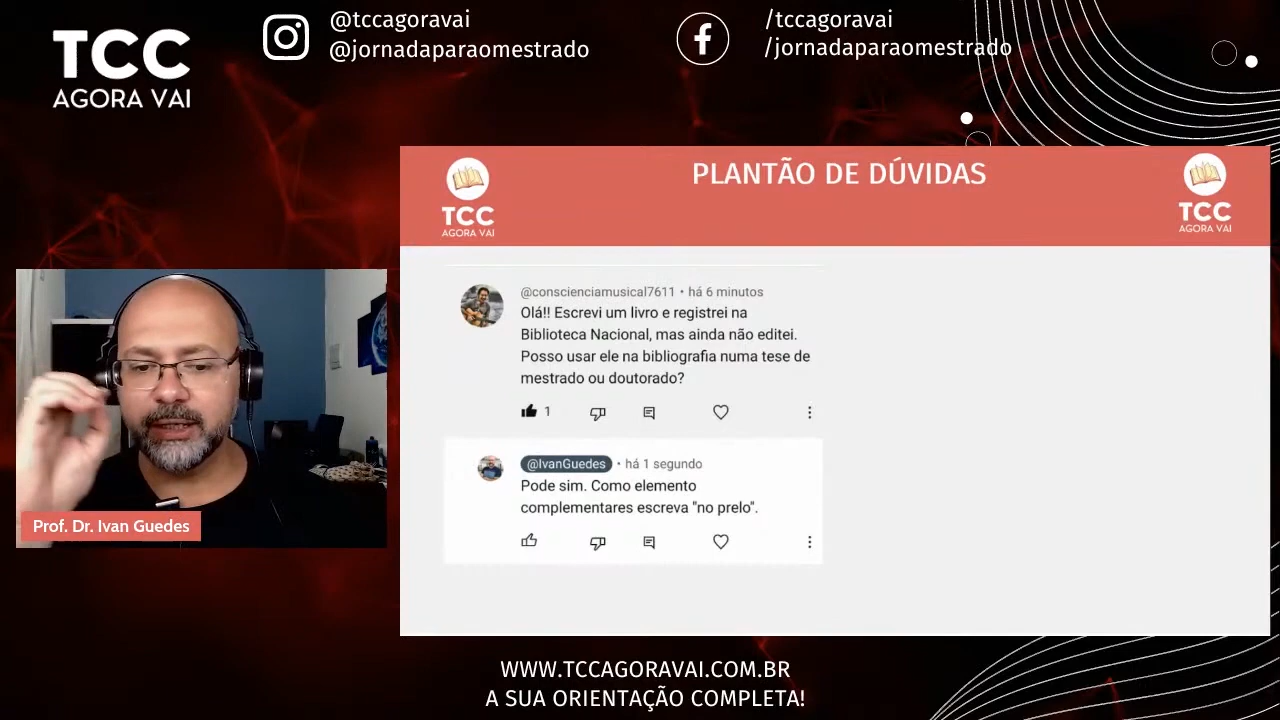 TCC
AGORA VAI
@tccagoravai
@jornadaparaomestrado
/tccagoravai
/jornadaparaomestrado
PLANTÃO DE DÚVIDAS
TCC
AGORA VAI
TCC
AGORA VAI
@conscienciamusical7611 • há 6 minutos
Olá!! Escrevi um livro e registrei na
Biblioteca Nacional, mas ainda não editei.
Posso usar ele na bibliografia numa tese de
mestrado ou doutorado?
1
@IvanGuedes • há 1 segundo
Pode sim. Como elemento
complementares escreva "no prelo".
Prof. Dr. Ivan Guedes
WWW.TCCAGORAVAI.COM.BR
A SUA ORIENTAÇÃO COMPLETA!